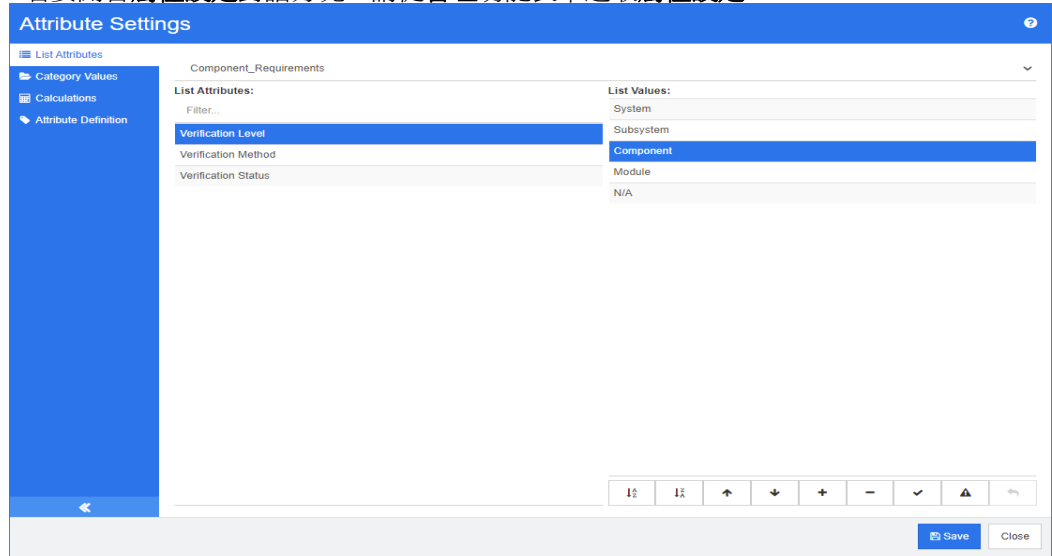 Attribute Settings
List Attributes
Category Values
Calculations
Attribute Definition
Component_Requirements
List Attributes:
Filter...
Verification Level
Verification Method
Verification Status
List Values:
System
Subsystem
Component
Module
N/A
Save
Close